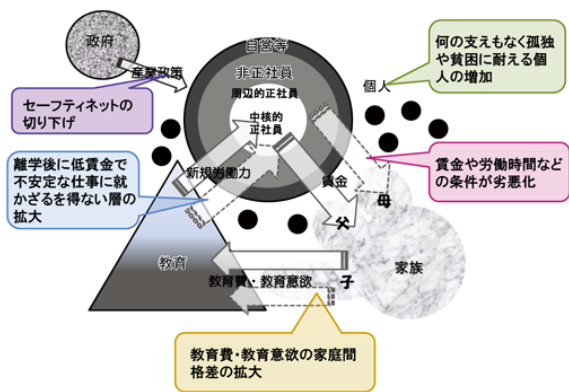 政府
産業政策
自営等
非正社員
周辺的正社員
中核的
正社員
個人
何の支えもなく孤独
や貧困に耐える個
人の増加
セーフティネットの
切り下げ
離学後に低賃金で
不安定な仕事に就
かざるを得ない層の
拡大
新規労働力
賃金
賃金や労働時間など
の条件が劣悪化
父
母
子
家族
教育
教育費・教育意欲
教育費・教育意欲の家庭間
格差の拡大